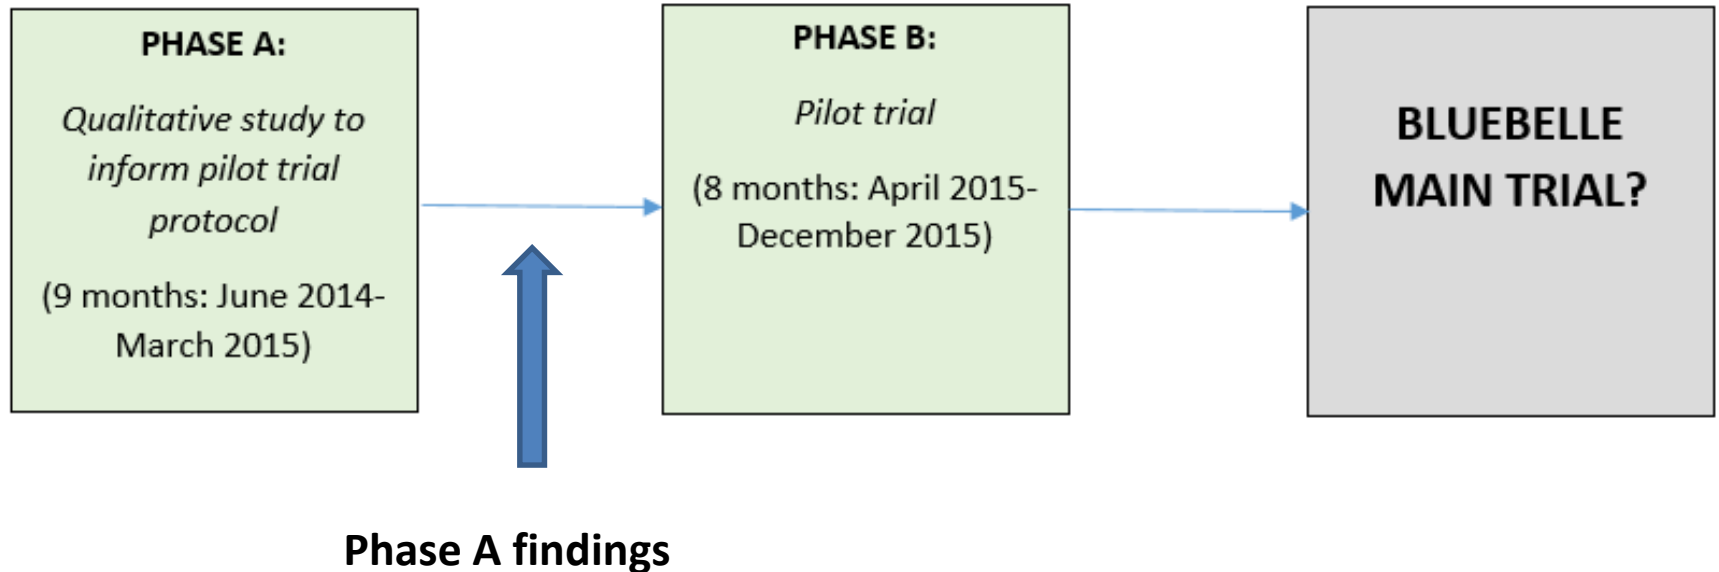 PHASE A:
Qualitative study to
inform pilot trial
protocol
(9 months: June 2014-
March 2015)
PHASE B:
Pilot trial
(8 months: April 2015-
December 2015)
BLUEBELLE
MAIN TRIAL?
Phase A findings